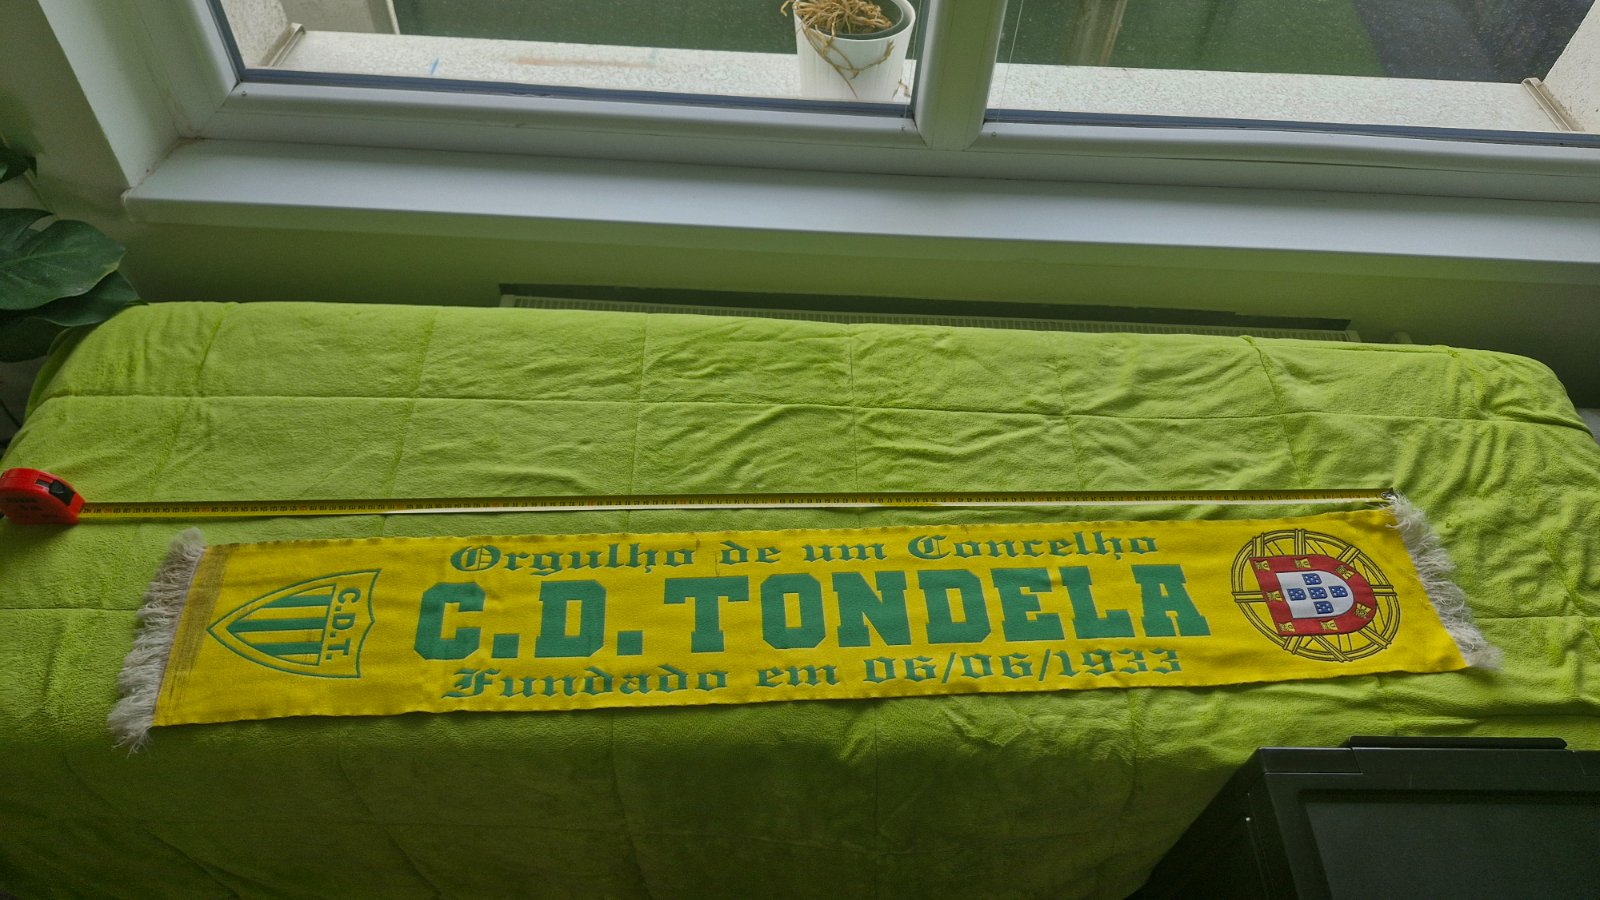 Orgulho de um Concelho
C.D. TONDELA
Fundado em 06/06/1933
C.D.T.